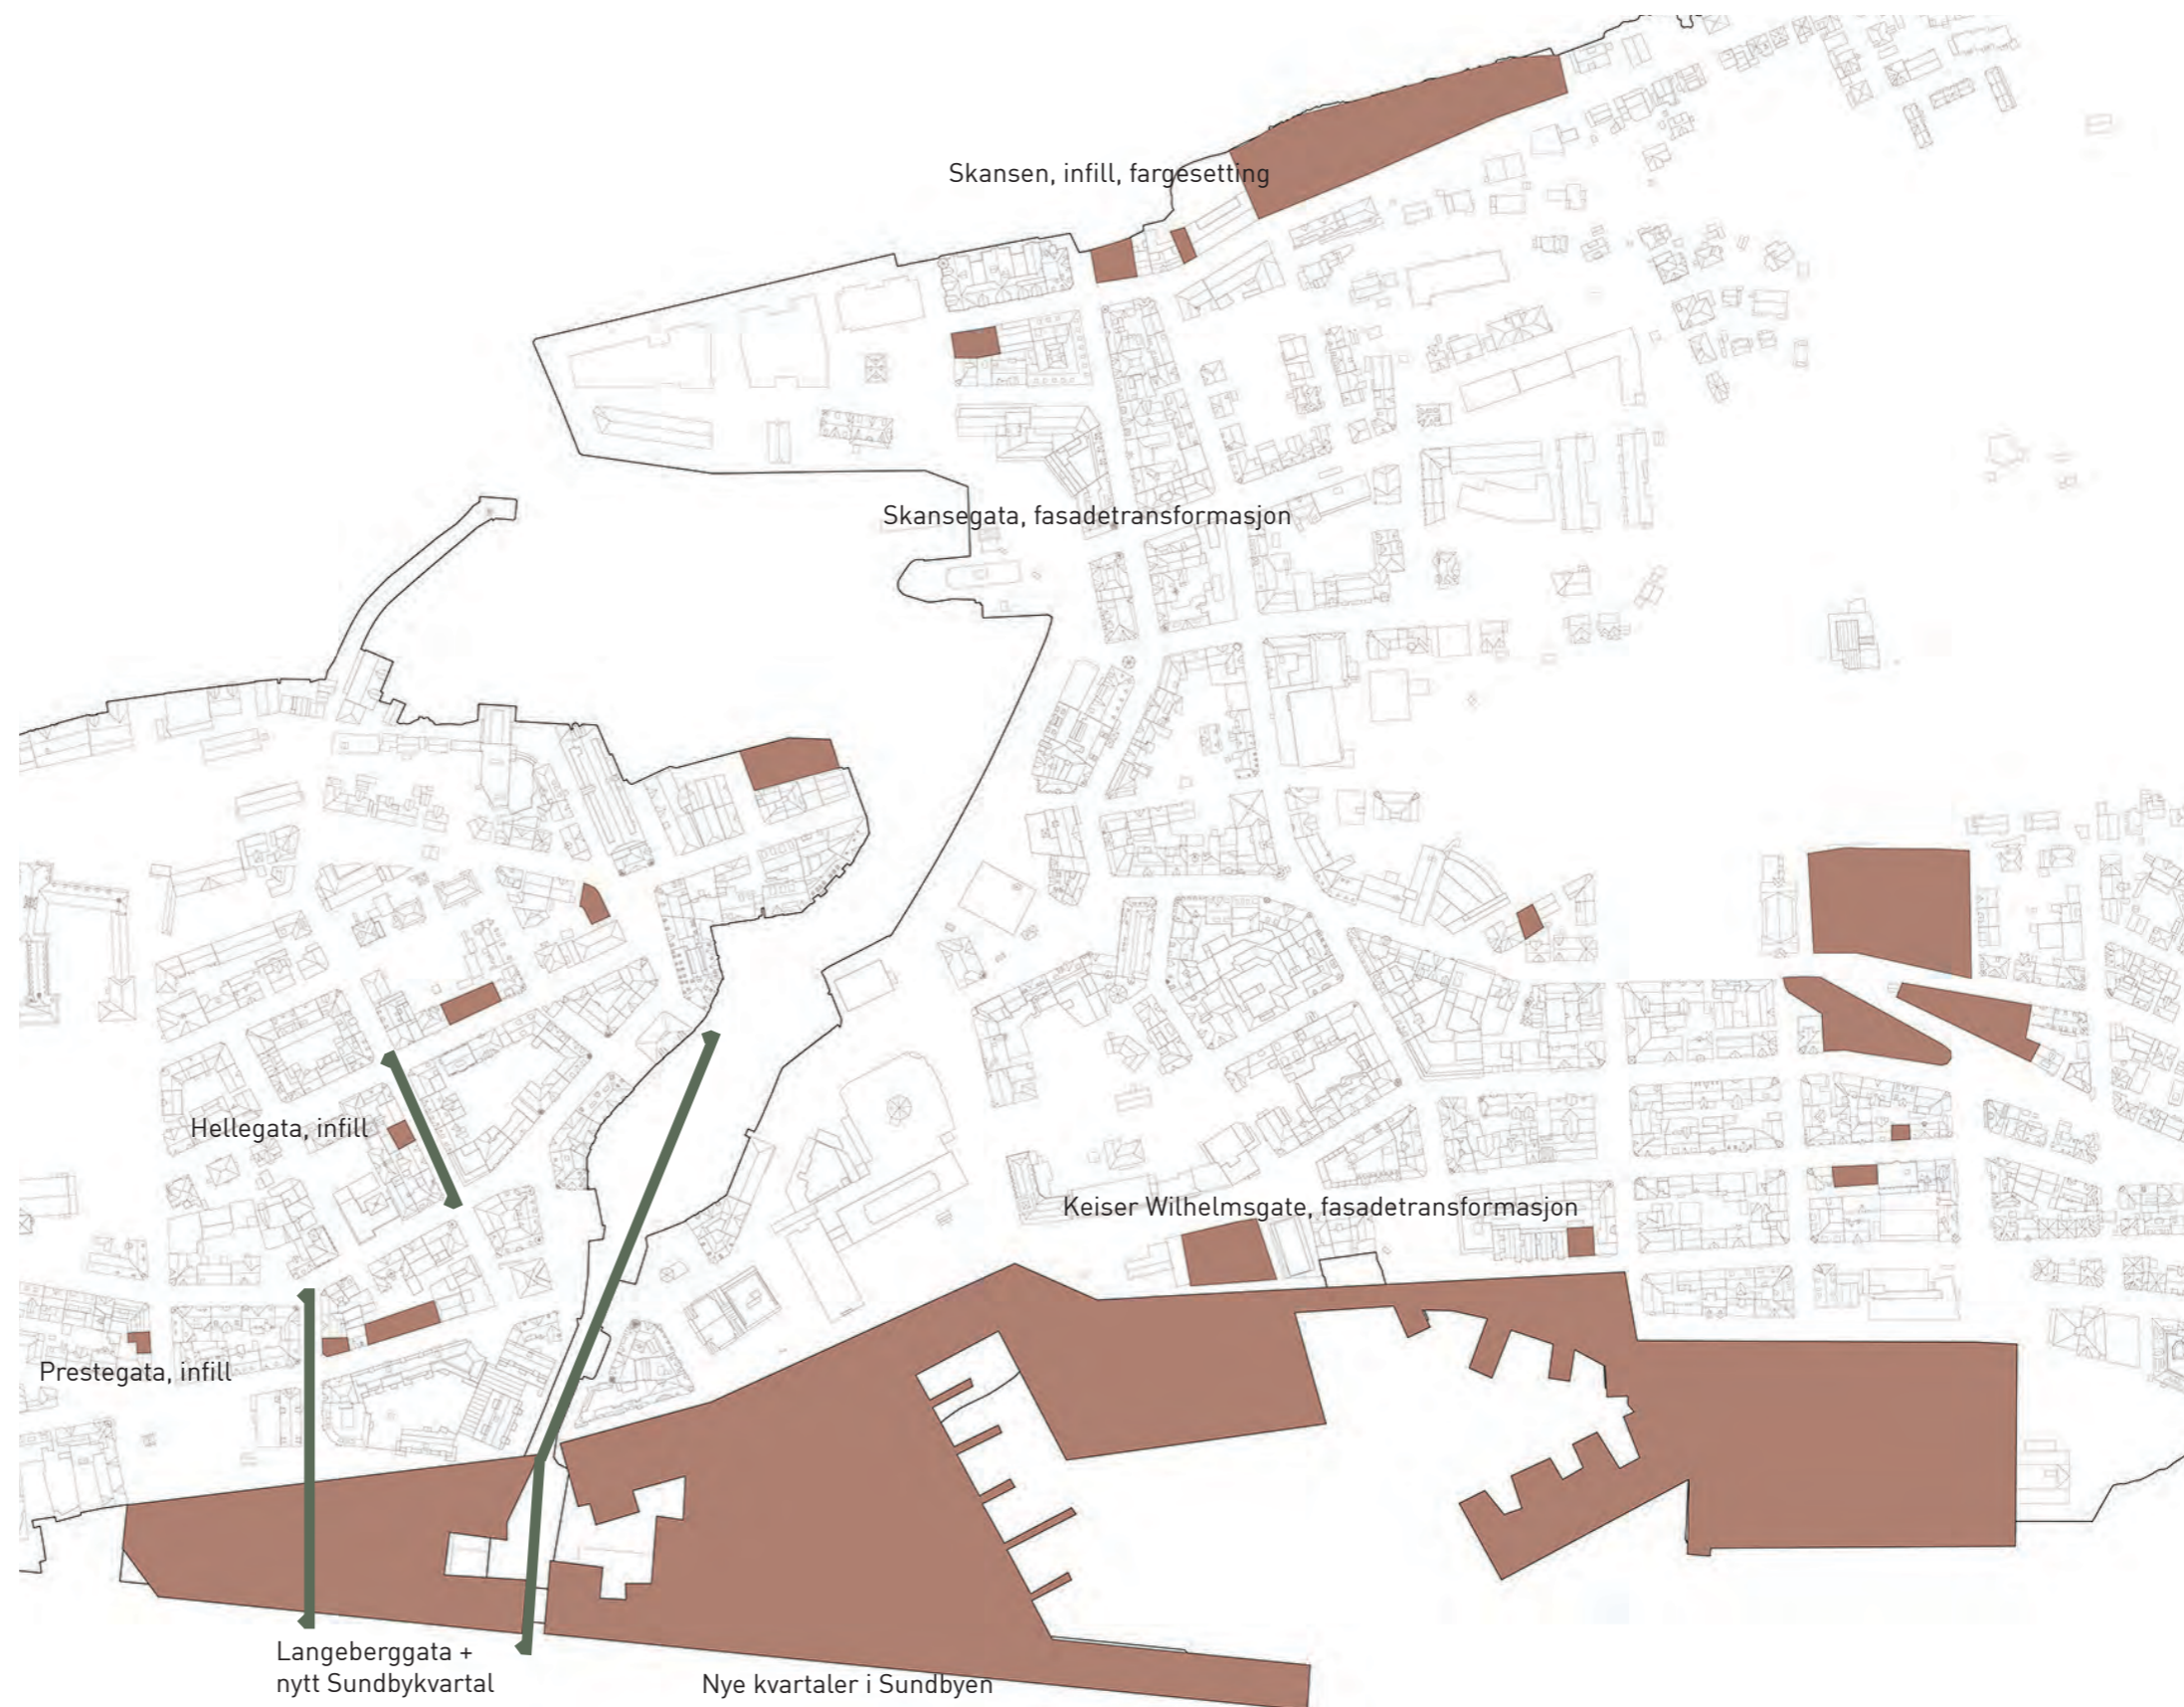 Skansen, infill, fargesetting
Skansegata, fasadetransformasjon
Hellegata, infill
Keiser Wilhelmsgate, fasadetransformasjon
Prestegata, infill
Langeberggata +
nytt Sundbykvartal
Nye kvartaler i Sundbyen